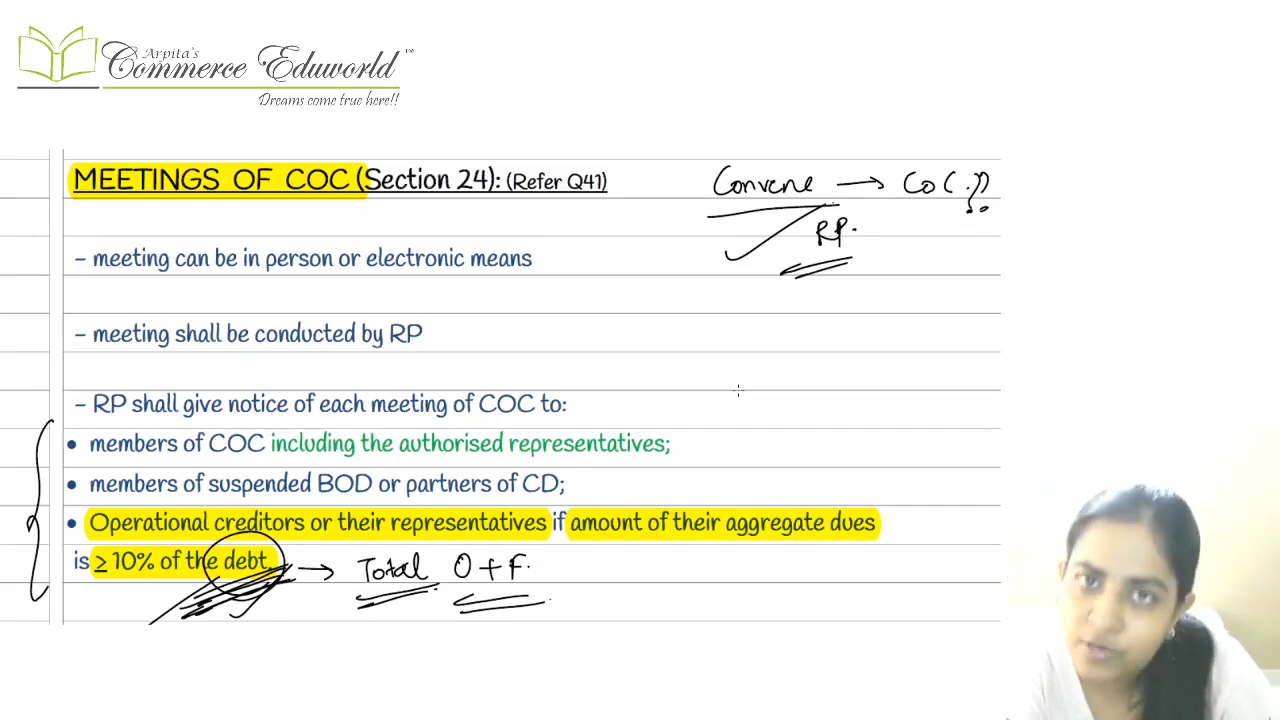 Arpita's
Commerce Eduworld™
Dreams come true here!!
MEETINGS OF COC (Section 24): (Refer Q41)
Convene → COC.??
RP.
- meeting can be in person or electronic means
- meeting shall be conducted by RP
- RP shall give notice of each meeting of COC to:
• members of COC including the authorised representatives;
• members of suspended BOD or partners of CD;
• Operational creditors or their representatives if amount of their aggregate dues
is ≥ 10% of the debt.
→ Total O + F.